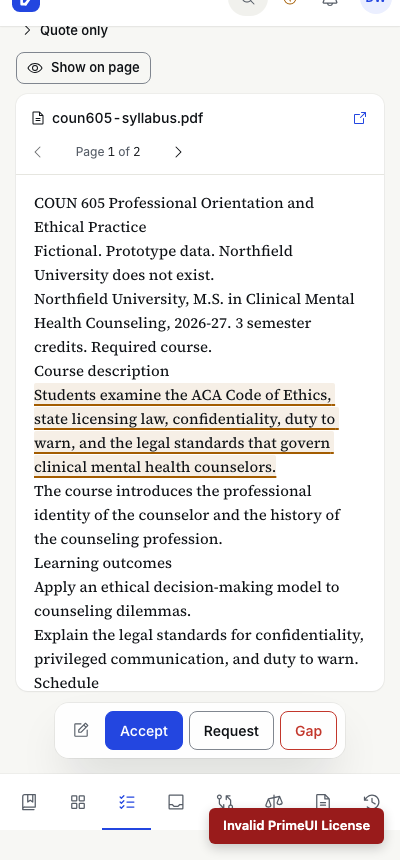 Quote only
Show on page
coun605-syllabus.pdf
Page 1 of 2
COUN 605 Professional Orientation and
Ethical Practice
Fictional. Prototype data. Northfield
University does not exist.
Northfield University, M.S. in Clinical Mental
Health Counseling, 2026-27. 3 semester
credits. Required course.
Course description
Students examine the ACA Code of Ethics,
state licensing law, confidentiality, duty to
warn, and the legal standards that govern
clinical mental health counselors.
The course introduces the professional
identity of the counselor and the history of
the counseling profession.
Learning outcomes
Apply an ethical decision-making model to
counseling dilemmas.
Explain the legal standards for confidentiality,
privileged communication, and duty to warn.
Schedule
Accept
Request
Gap
Invalid PrimeUI License